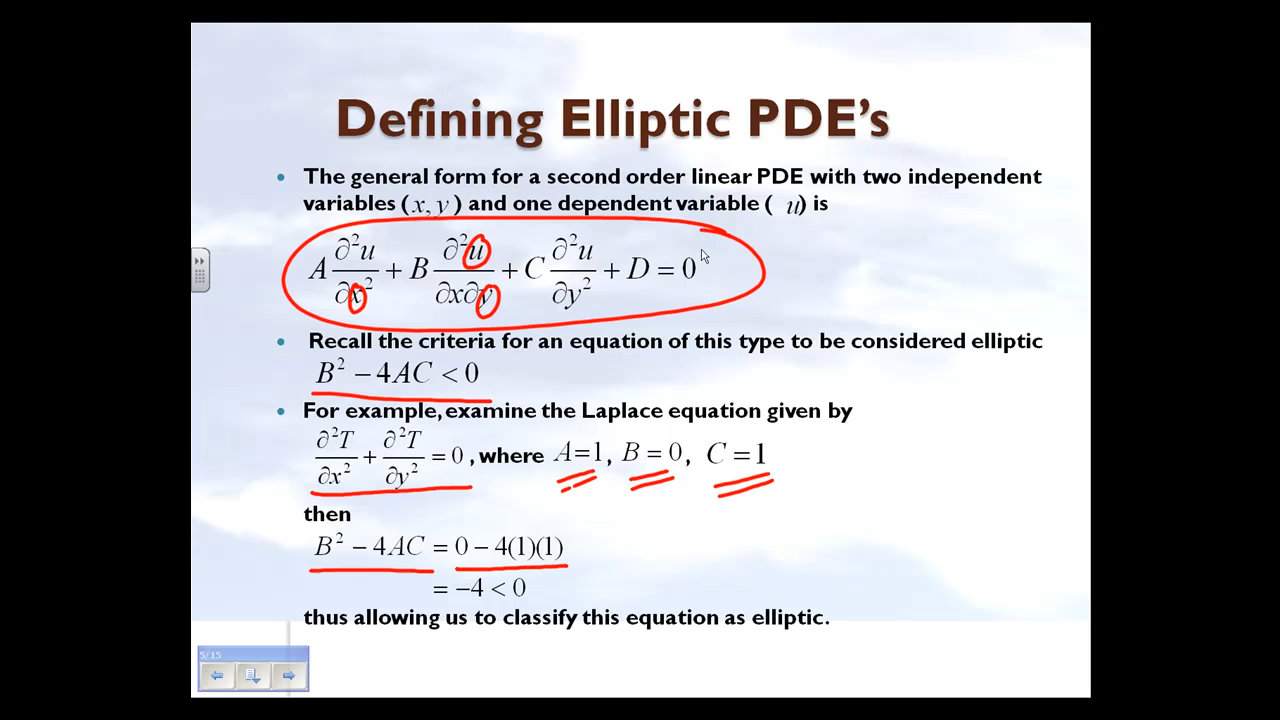 Defining Elliptic PDE's
• The general form for a second order linear PDE with two independent
variables (x, y) and one dependent variable ( u) is
A ∂²u/∂x² + B ∂²u/∂x∂y + C ∂²u/∂y² + D = 0
• Recall the criteria for an equation of this type to be considered elliptic
B² − 4AC < 0
• For example, examine the Laplace equation given by
∂²T/∂x² + ∂²T/∂y² = 0 , where A=1, B = 0, C = 1
then
B² − 4AC = 0 − 4(1)(1)
= −4 < 0
thus allowing us to classify this equation as elliptic.
5/15